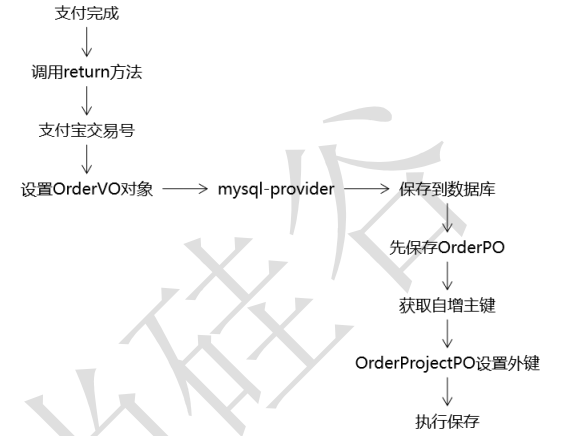 支付完成
调用return方法
支付宝交易号
设置OrderVO对象
mysql-provider
保存到数据库
先保存OrderPO
获取自增主键
OrderProjectPO设置外键
执行保存
尚硅谷